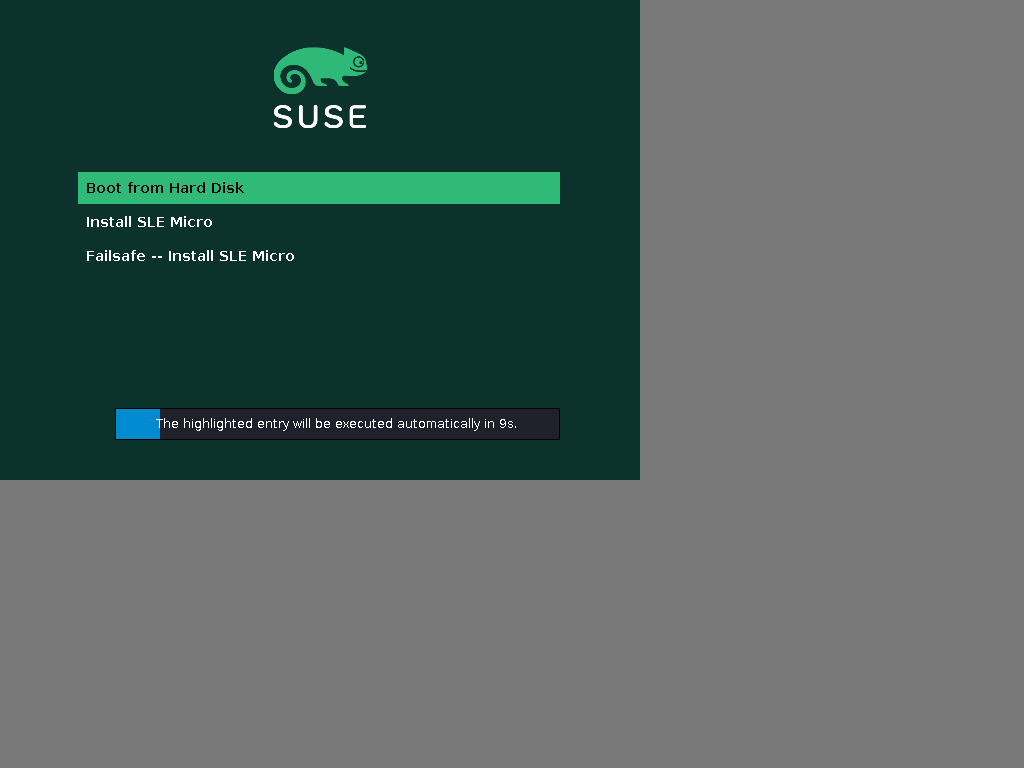 SUSE
Boot from Hard Disk
Install SLE Micro
Failsafe -- Install SLE Micro
The highlighted entry will be executed automatically in 9s.